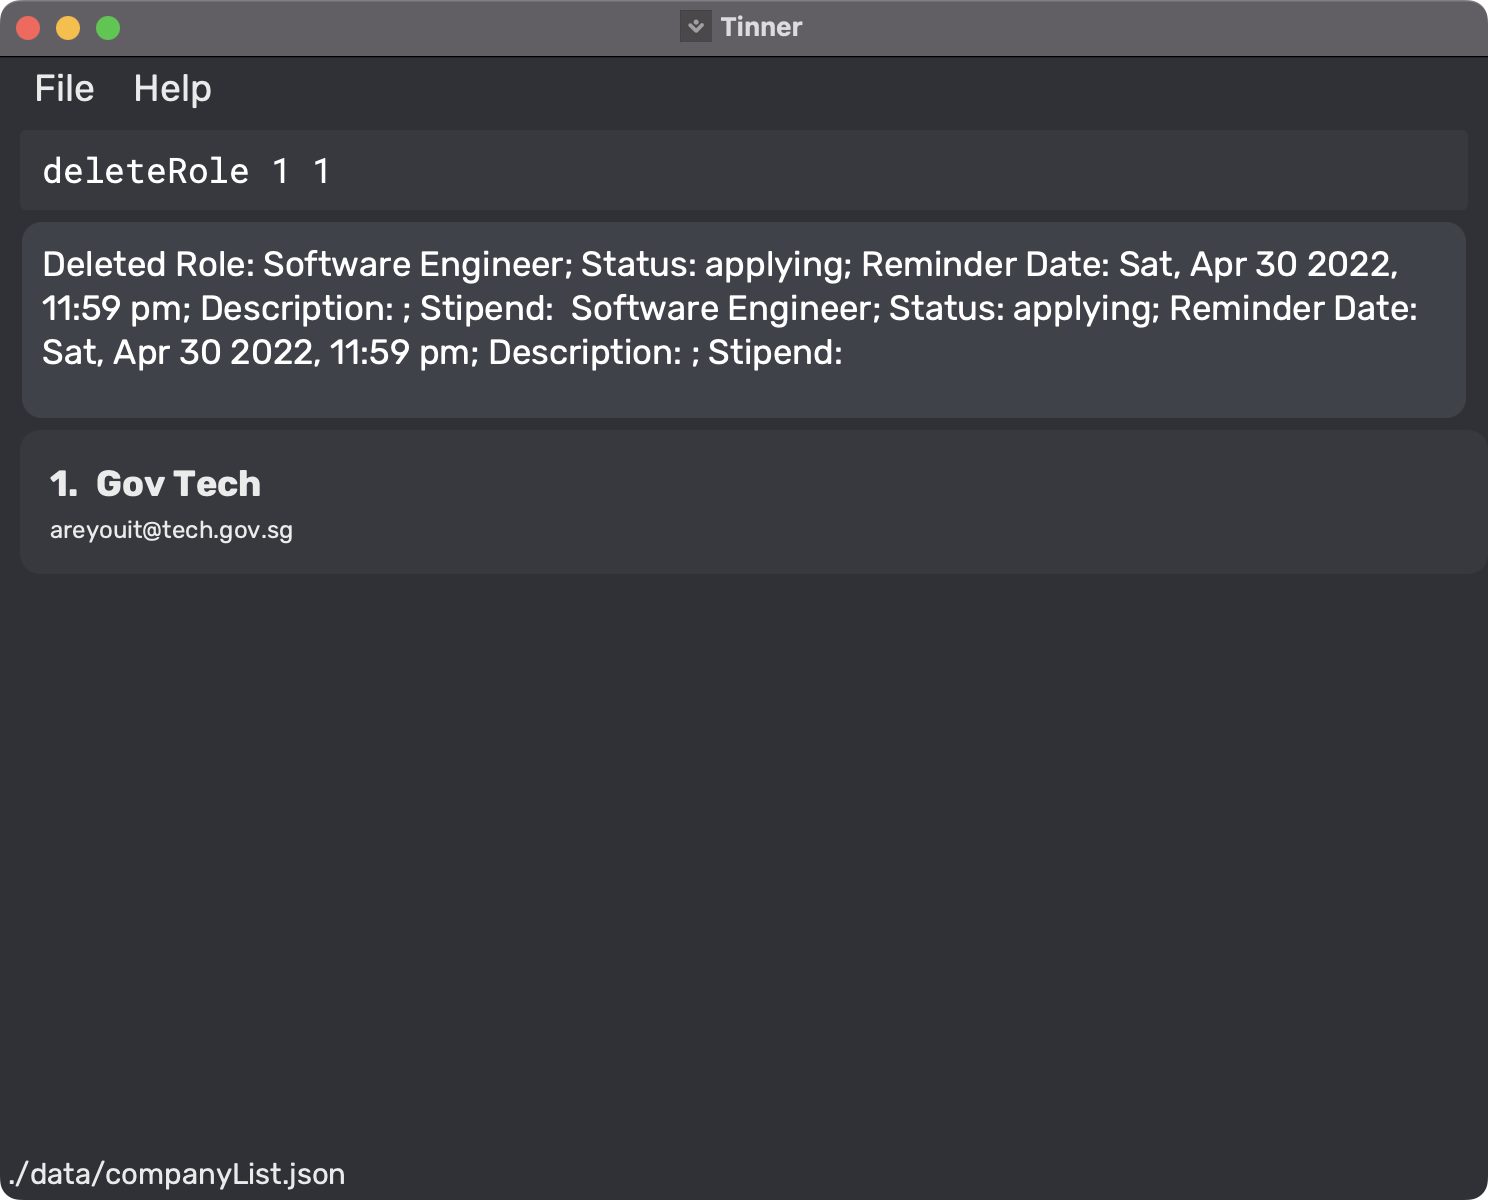 Tinner
File Help
deleteRole 1 1
Deleted Role: Software Engineer; Status: applying; Reminder Date: Sat, Apr 30 2022,
11:59 pm; Description: ; Stipend:  Software Engineer; Status: applying; Reminder Date:
Sat, Apr 30 2022, 11:59 pm; Description: ; Stipend:
1. Gov Tech
areyouit@tech.gov.sg
./data/companyList.json